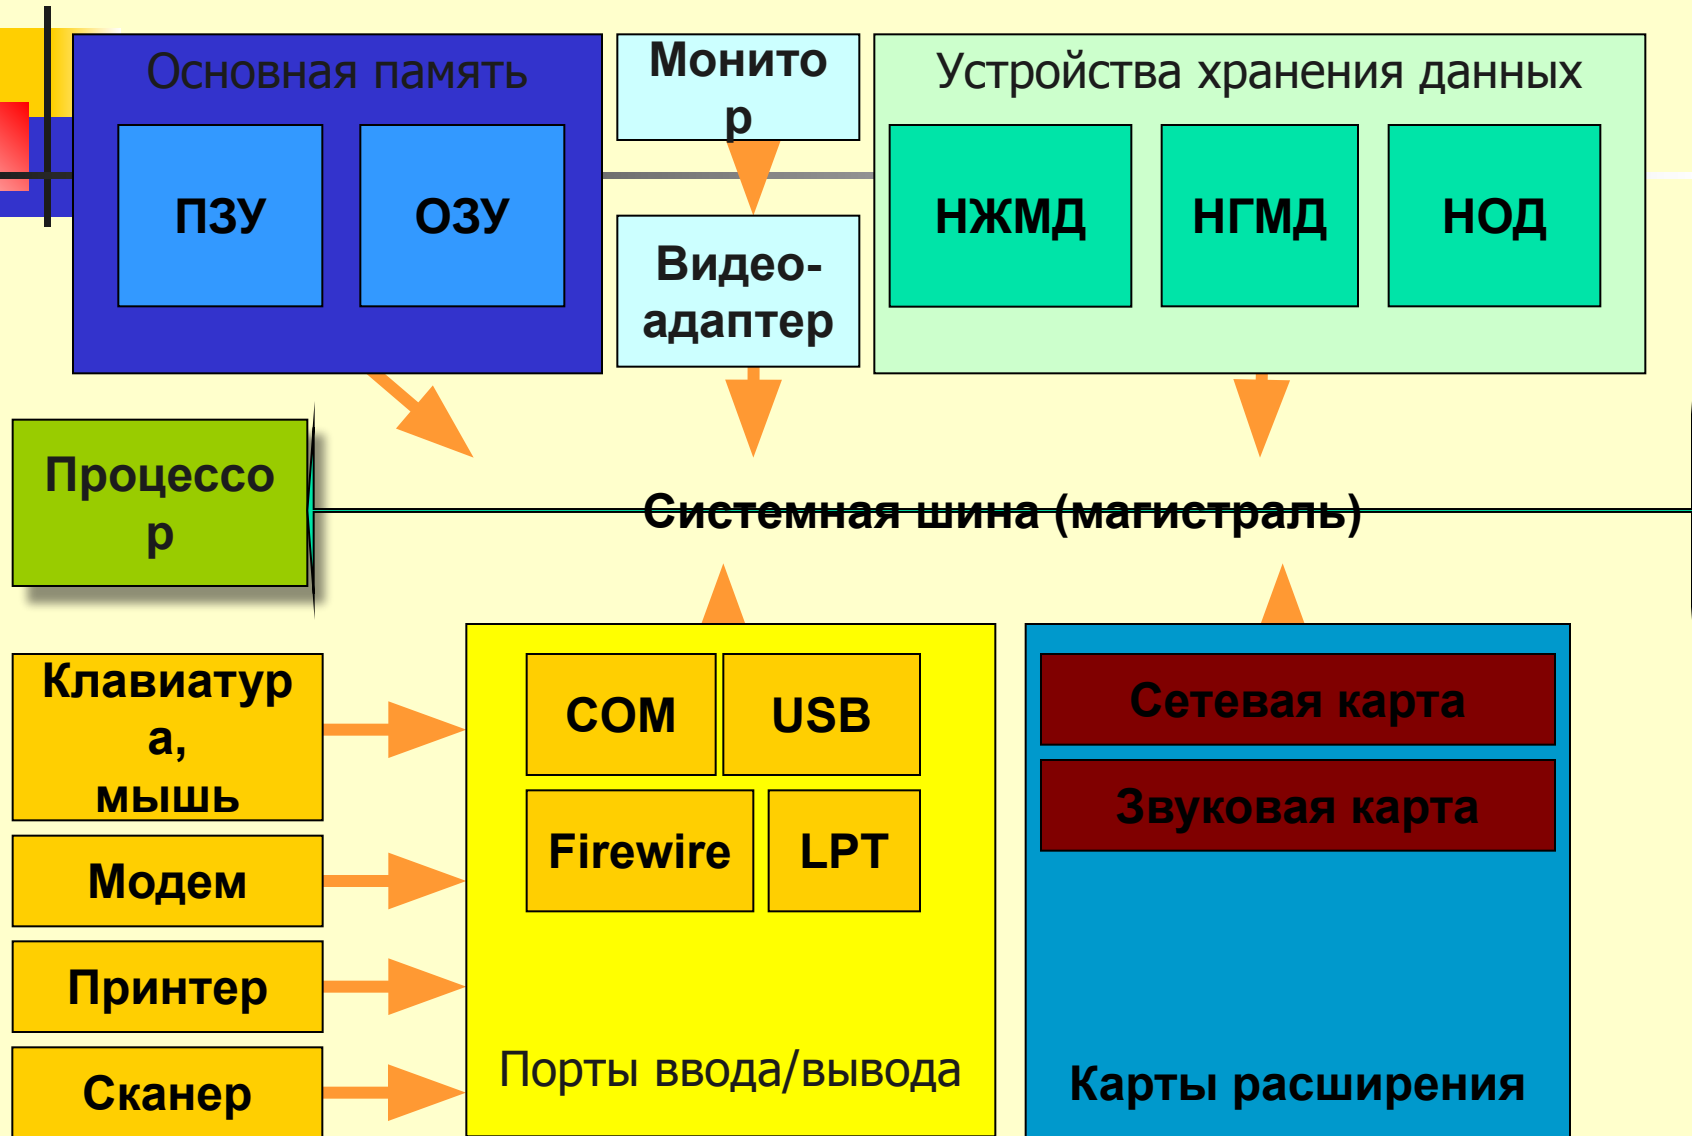 Основная память
ПЗУ
ОЗУ
Монито
р
Видео-
адаптер
Устройства хранения данных
НЖМД
НГМД
НОД
Процессо
р
Системная шина (магистраль)
Клавиатур
а,
мышь
Модем
Принтер
Сканер
COM
USB
Firewire
LPT
Порты ввода/вывода
Сетевая карта
Звуковая карта
Карты расширения